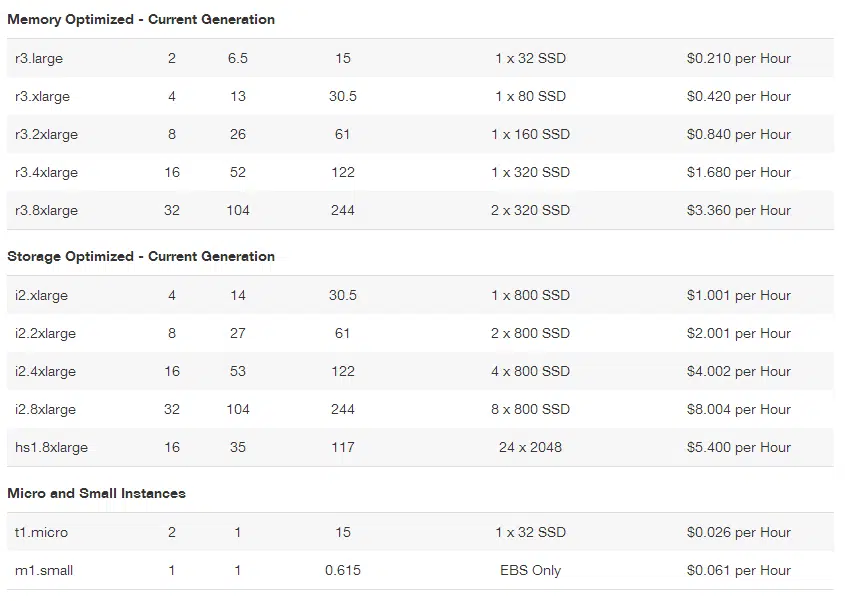 Memory Optimized - Current Generation
r3.large 2 6.5 15 1 x 32 SSD $0.210 per Hour
r3.xlarge 4 13 30.5 1 x 80 SSD $0.420 per Hour
r3.2xlarge 8 26 61 1 x 160 SSD $0.840 per Hour
r3.4xlarge 16 52 122 1 x 320 SSD $1.680 per Hour
r3.8xlarge 32 104 244 2 x 320 SSD $3.360 per Hour
Storage Optimized - Current Generation
i2.xlarge 4 14 30.5 1 x 800 SSD $1.001 per Hour
i2.2xlarge 8 27 61 2 x 800 SSD $2.001 per Hour
i2.4xlarge 16 53 122 4 x 800 SSD $4.002 per Hour
i2.8xlarge 32 104 244 8 x 800 SSD $8.004 per Hour
hs1.8xlarge 16 35 117 24 x 2048 $5.400 per Hour
Micro and Small Instances
t1.micro 2 1 15 1 x 32 SSD $0.026 per Hour
m1.small 1 1 0.615 EBS Only $0.061 per Hour